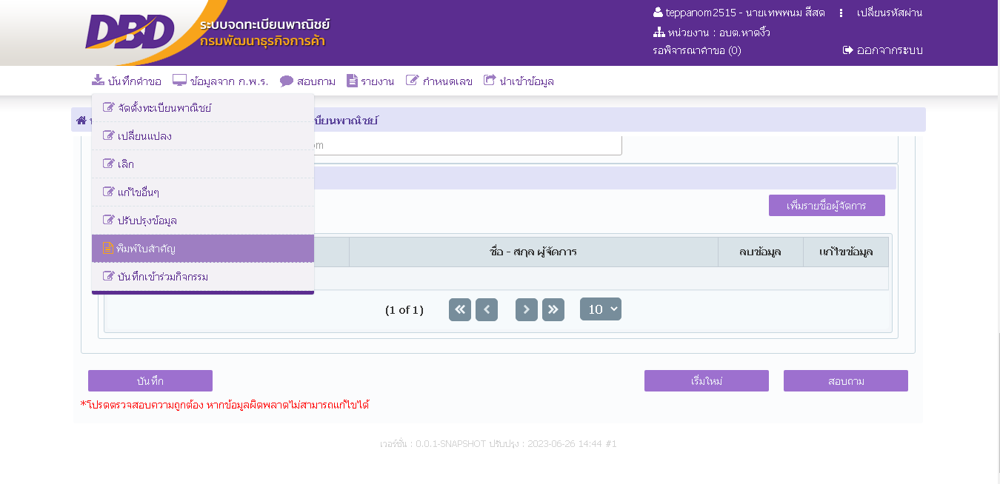 DBD
ระบบจดทะเบียนพาณิชย์
กรมพัฒนาธุรกิจการค้า
teppanom2515 - นายเทพพนม สีสด
เปลี่ยนรหัสผ่าน
หน่วยงาน : อบต.หาดงิ้ว
รอพิจารณาคำขอ (0)
ออกจากระบบ
บันทึกคำขอ ข้อมูลจาก ก.พ.ร. สอบถาม รายงาน กำหนดเลข นำเข้าข้อมูล
จัดตั้งทะเบียนพาณิชย์
เปลี่ยนแปลง
เลิก
แก้ไขอื่นๆ
ปรับปรุงข้อมูล
พิมพ์ใบสำคัญ
บันทึกเข้าร่วมกิจกรรม
เบียนพาณิชย์
om
เพิ่มรายชื่อผู้จัดการ
ชื่อ - สกุล ผู้จัดการ ลบข้อมูล แก้ไขข้อมูล
(1 of 1) 10
บันทึก เริ่มใหม่ สอบถาม
*โปรดตรวจสอบความถูกต้อง หากข้อมูลผิดพลาดไม่สามารถแก้ไขได้
เวอร์ชั่น : 0.0.1-SNAPSHOT ปรับปรุง : 2023-06-26 14:44 #1